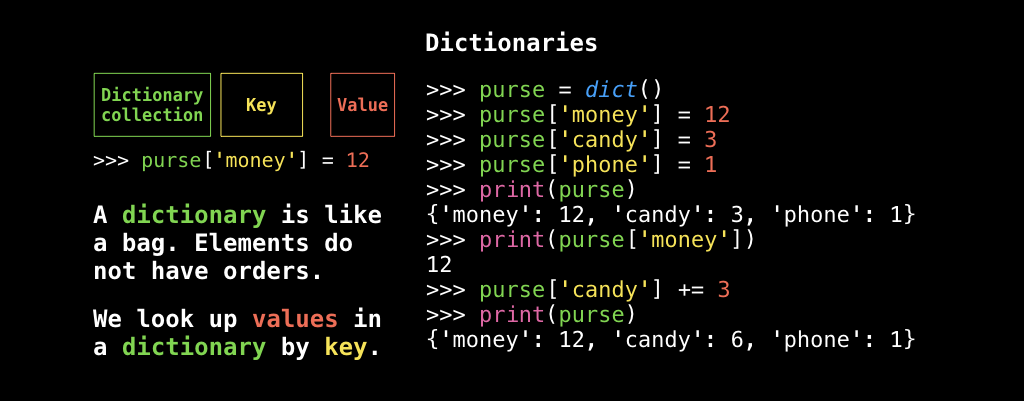 Dictionaries
Dictionary
collection
Key
Value
>>> purse['money'] = 12
A dictionary is like
a bag. Elements do
not have orders.
We look up values in
a dictionary by key.
>>> purse = dict()
>>> purse['money'] = 12
>>> purse['candy'] = 3
>>> purse['phone'] = 1
>>> print(purse)
{'money': 12, 'candy': 3, 'phone': 1}
>>> print(purse['money'])
12
>>> purse['candy'] += 3
>>> print(purse)
{'money': 12, 'candy': 6, 'phone': 1}